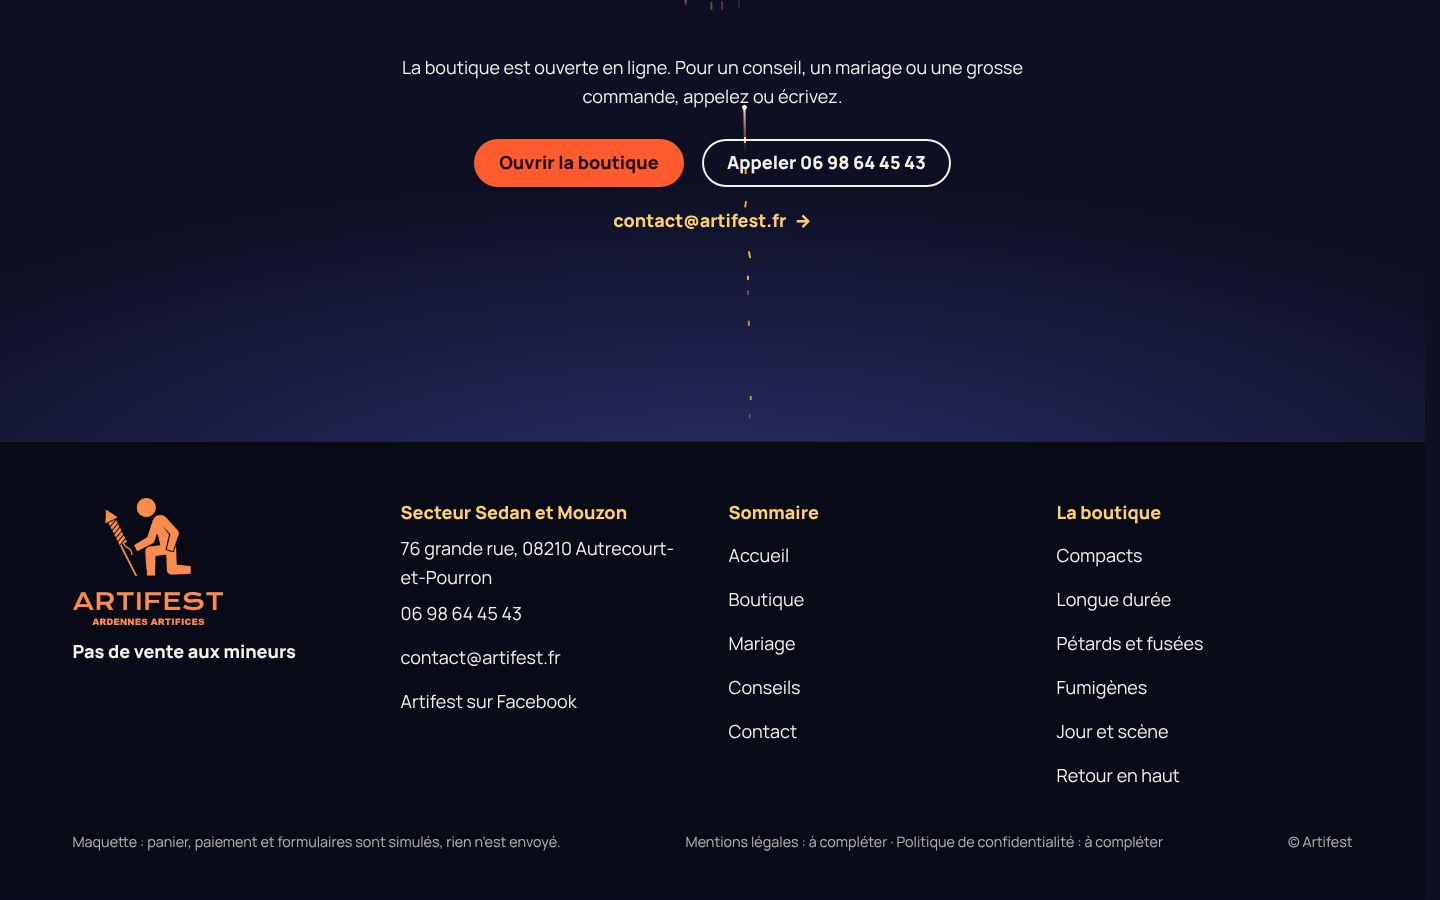 La boutique est ouverte en ligne. Pour un conseil, un mariage ou une grosse
commande, appelez ou écrivez.
Ouvrir la boutique
Appeler 06 98 64 45 43
contact@artifest.fr →
ARTIFEST
ARDENNES ARTIFICES
Pas de vente aux mineurs
Secteur Sedan et Mouzon
76 grande rue, 08210 Autrecourt-
et-Pourron
06 98 64 45 43
contact@artifest.fr
Artifest sur Facebook
Sommaire
Accueil
Boutique
Mariage
Conseils
Contact
La boutique
Compacts
Longue durée
Pétards et fusées
Fumigènes
Jour et scène
Retour en haut
Maquette : panier, paiement et formulaires sont simulés, rien n'est envoyé.
Mentions légales : à compléter · Politique de confidentialité : à compléter
© Artifest